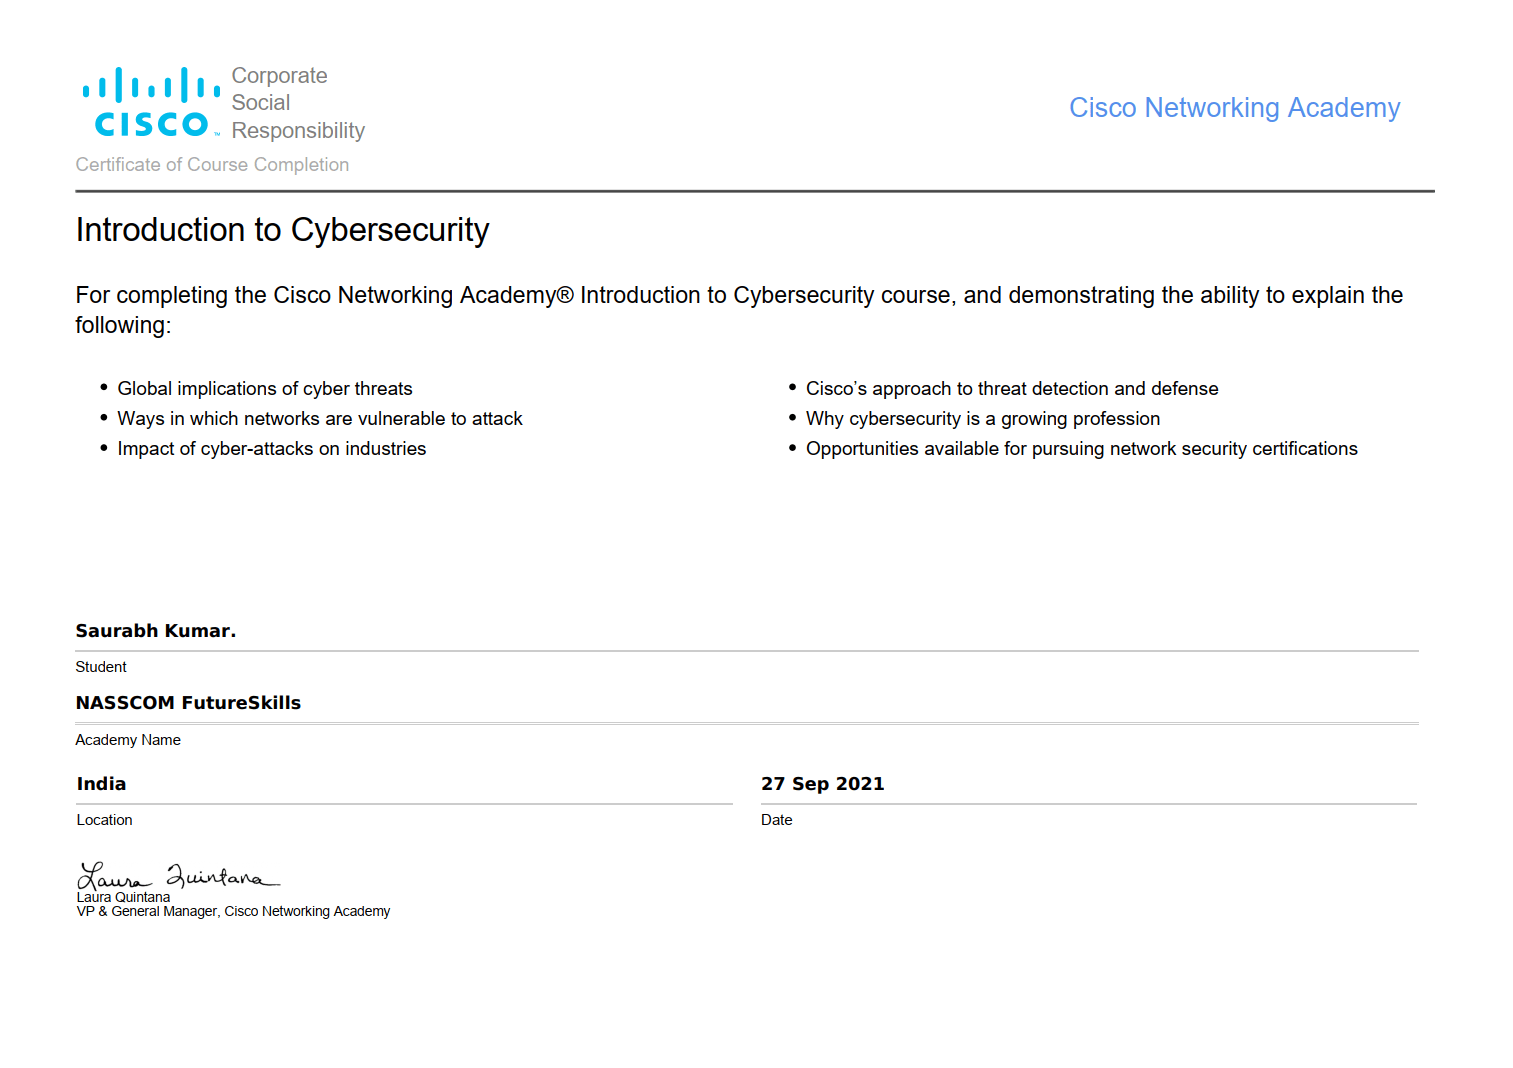 CISCO™
Corporate
Social
Responsibility
Cisco Networking Academy
Certificate of Course Completion
Introduction to Cybersecurity
For completing the Cisco Networking Academy® Introduction to Cybersecurity course, and demonstrating the ability to explain the
following:
• Global implications of cyber threats
• Ways in which networks are vulnerable to attack
• Impact of cyber-attacks on industries
• Cisco’s approach to threat detection and defense
• Why cybersecurity is a growing profession
• Opportunities available for pursuing network security certifications
Saurabh Kumar.
Student
NASSCOM FutureSkills
Academy Name
India
Location
27 Sep 2021
Date
Laura Quintana
Laura Quintana
VP & General Manager, Cisco Networking Academy